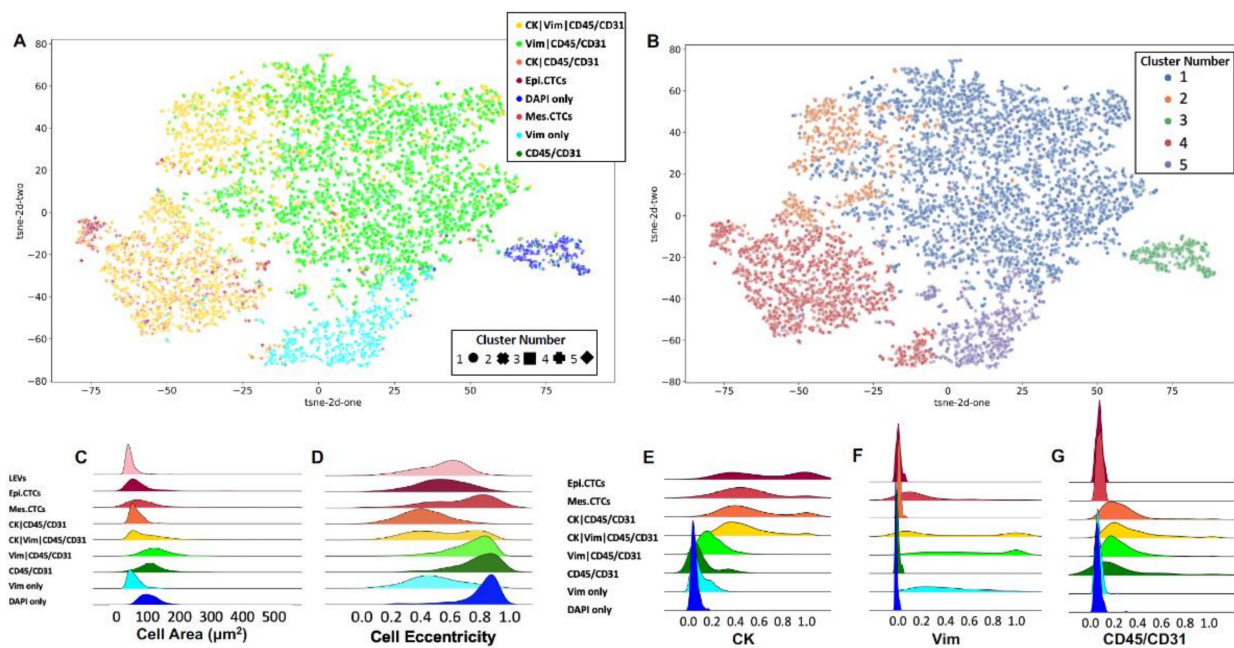 A
80
60
40
20
0
−20
−40
−60
−80
tsne-2d-two
−75 −50 −25 0 25 50 75
tsne-2d-one
CK|Vim|CD45/CD31
Vim|CD45/CD31
CK|CD45/CD31
Epi.CTCs
DAPI only
Mes.CTCs
Vim only
CD45/CD31
Cluster Number
1 2 3 4 5
B
80
60
40
20
0
−20
−40
−60
−80
tsne-2d-two
−75 −50 −25 0 25 50 75
tsne-2d-one
Cluster Number
1
2
3
4
5
C
LEVs
Epi.CTCs
Mes.CTCs
CK|CD45/CD31
CK|Vim|CD45/CD31
Vim|CD45/CD31
CD45/CD31
Vim only
DAPI only
0 100 200 300 400 500
Cell Area (µm²)
D
0.0 0.2 0.4 0.6 0.8 1.0
Cell Eccentricity
E
Epi.CTCs
Mes.CTCs
CK|CD45/CD31
CK|Vim|CD45/CD31
Vim|CD45/CD31
CD45/CD31
Vim only
DAPI only
0.0 0.2 0.4 0.6 0.8 1.0 1.2
CK
F
0.0 0.2 0.4 0.6 0.8 1.0
Vim
G
0.0 0.2 0.4 0.6 0.8 1.0 1.2
CD45/CD31